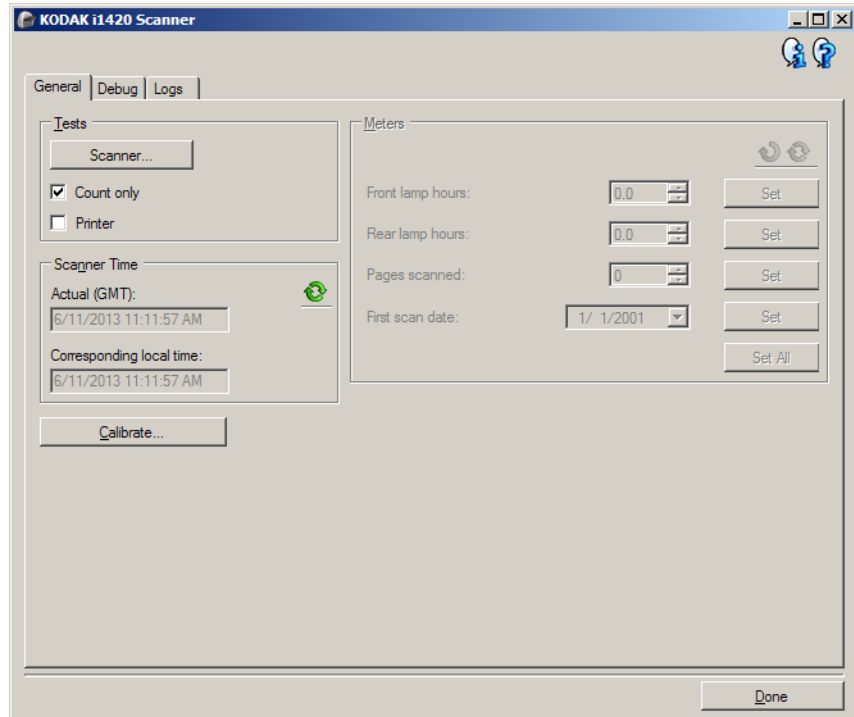 KODAK i1420 Scanner
General
Debug
Logs
Tests
Scanner...
Count only
Printer
Scanner Time
Actual (GMT):
6/11/2013 11:11:57 AM
Corresponding local time:
6/11/2013 11:11:57 AM
Calibrate...
Meters
Front lamp hours: 0.0 Set
Rear lamp hours: 0.0 Set
Pages scanned: 0 Set
First scan date: 1/ 1/2001 Set
Set All
Done